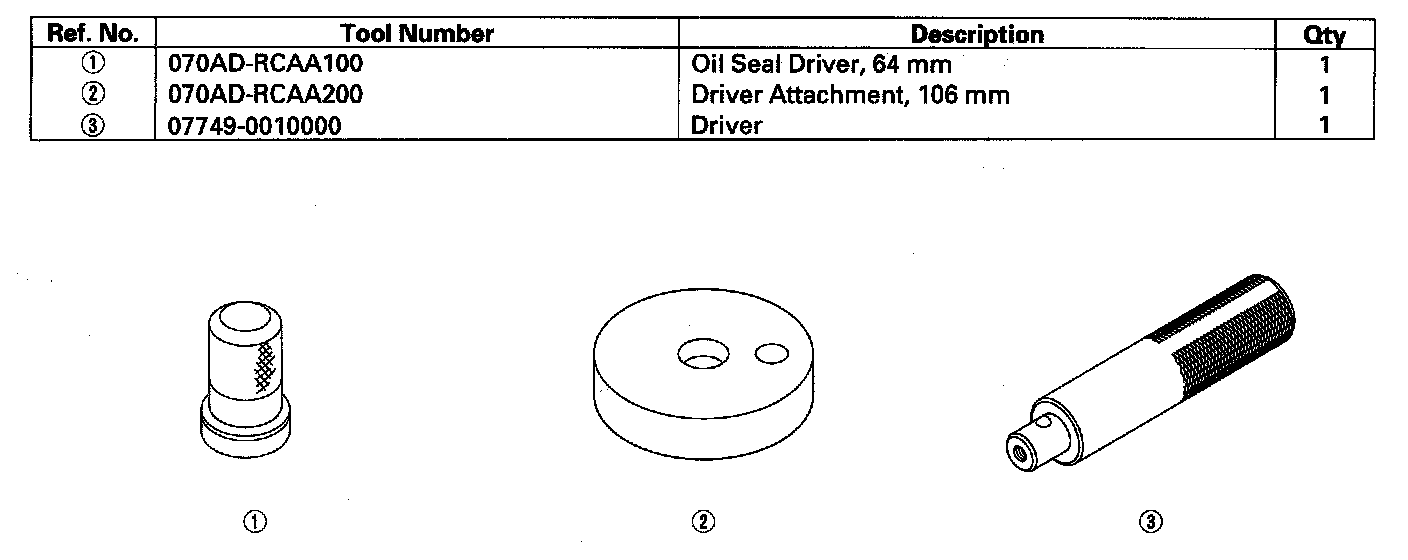 Ref. No. Tool Number Description Qty
① 070AD-RCAA100 Oil Seal Driver, 64 mm 1
② 070AD-RCAA200 Driver Attachment, 106 mm 1
③ 07749-0010000 Driver 1
① ② ③